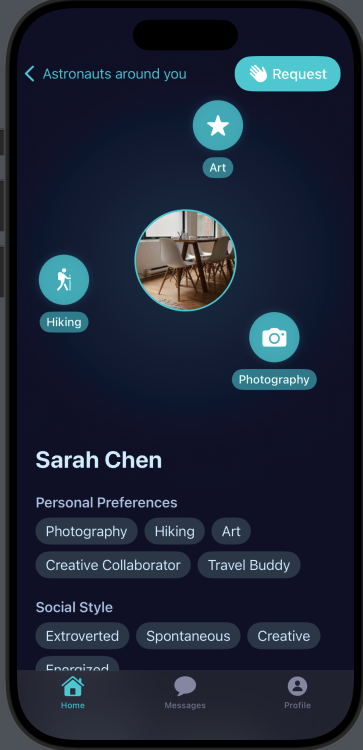 Astronauts around you
Request
Art
Hiking
Photography
Sarah Chen
Personal Preferences
Photography Hiking Art
Creative Collaborator Travel Buddy
Social Style
Extroverted Spontaneous Creative
Energized
Home Messages Profile